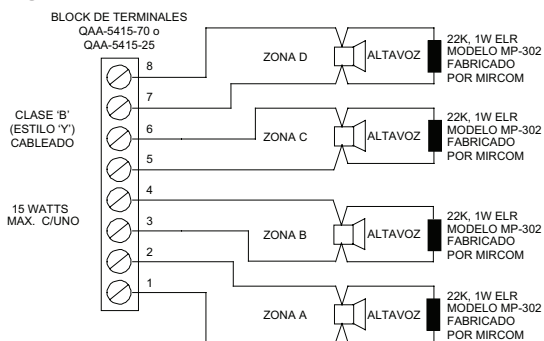 BLOCK DE TERMINALES
QAA-5415-70 o
QAA-5415-25
8
7
6
5
4
3
2
1
CLASE 'B'
(ESTILO 'Y')
CABLEADO
15 WATTS
MAX. C/UNO
ZONA D
ALTAVOZ
22K, 1W ELR
MODELO MP-302
FABRICADO
POR MIRCOM
ZONA C
ALTAVOZ
22K, 1W ELR
MODELO MP-302
FABRICADO
POR MIRCOM
ZONA B
ALTAVOZ
22K, 1W ELR
MODELO MP-302
FABRICADO
POR MIRCOM
ZONA A
ALTAVOZ
22K, 1W ELR
MODELO MP-302
FABRICADO
POR MIRCOM